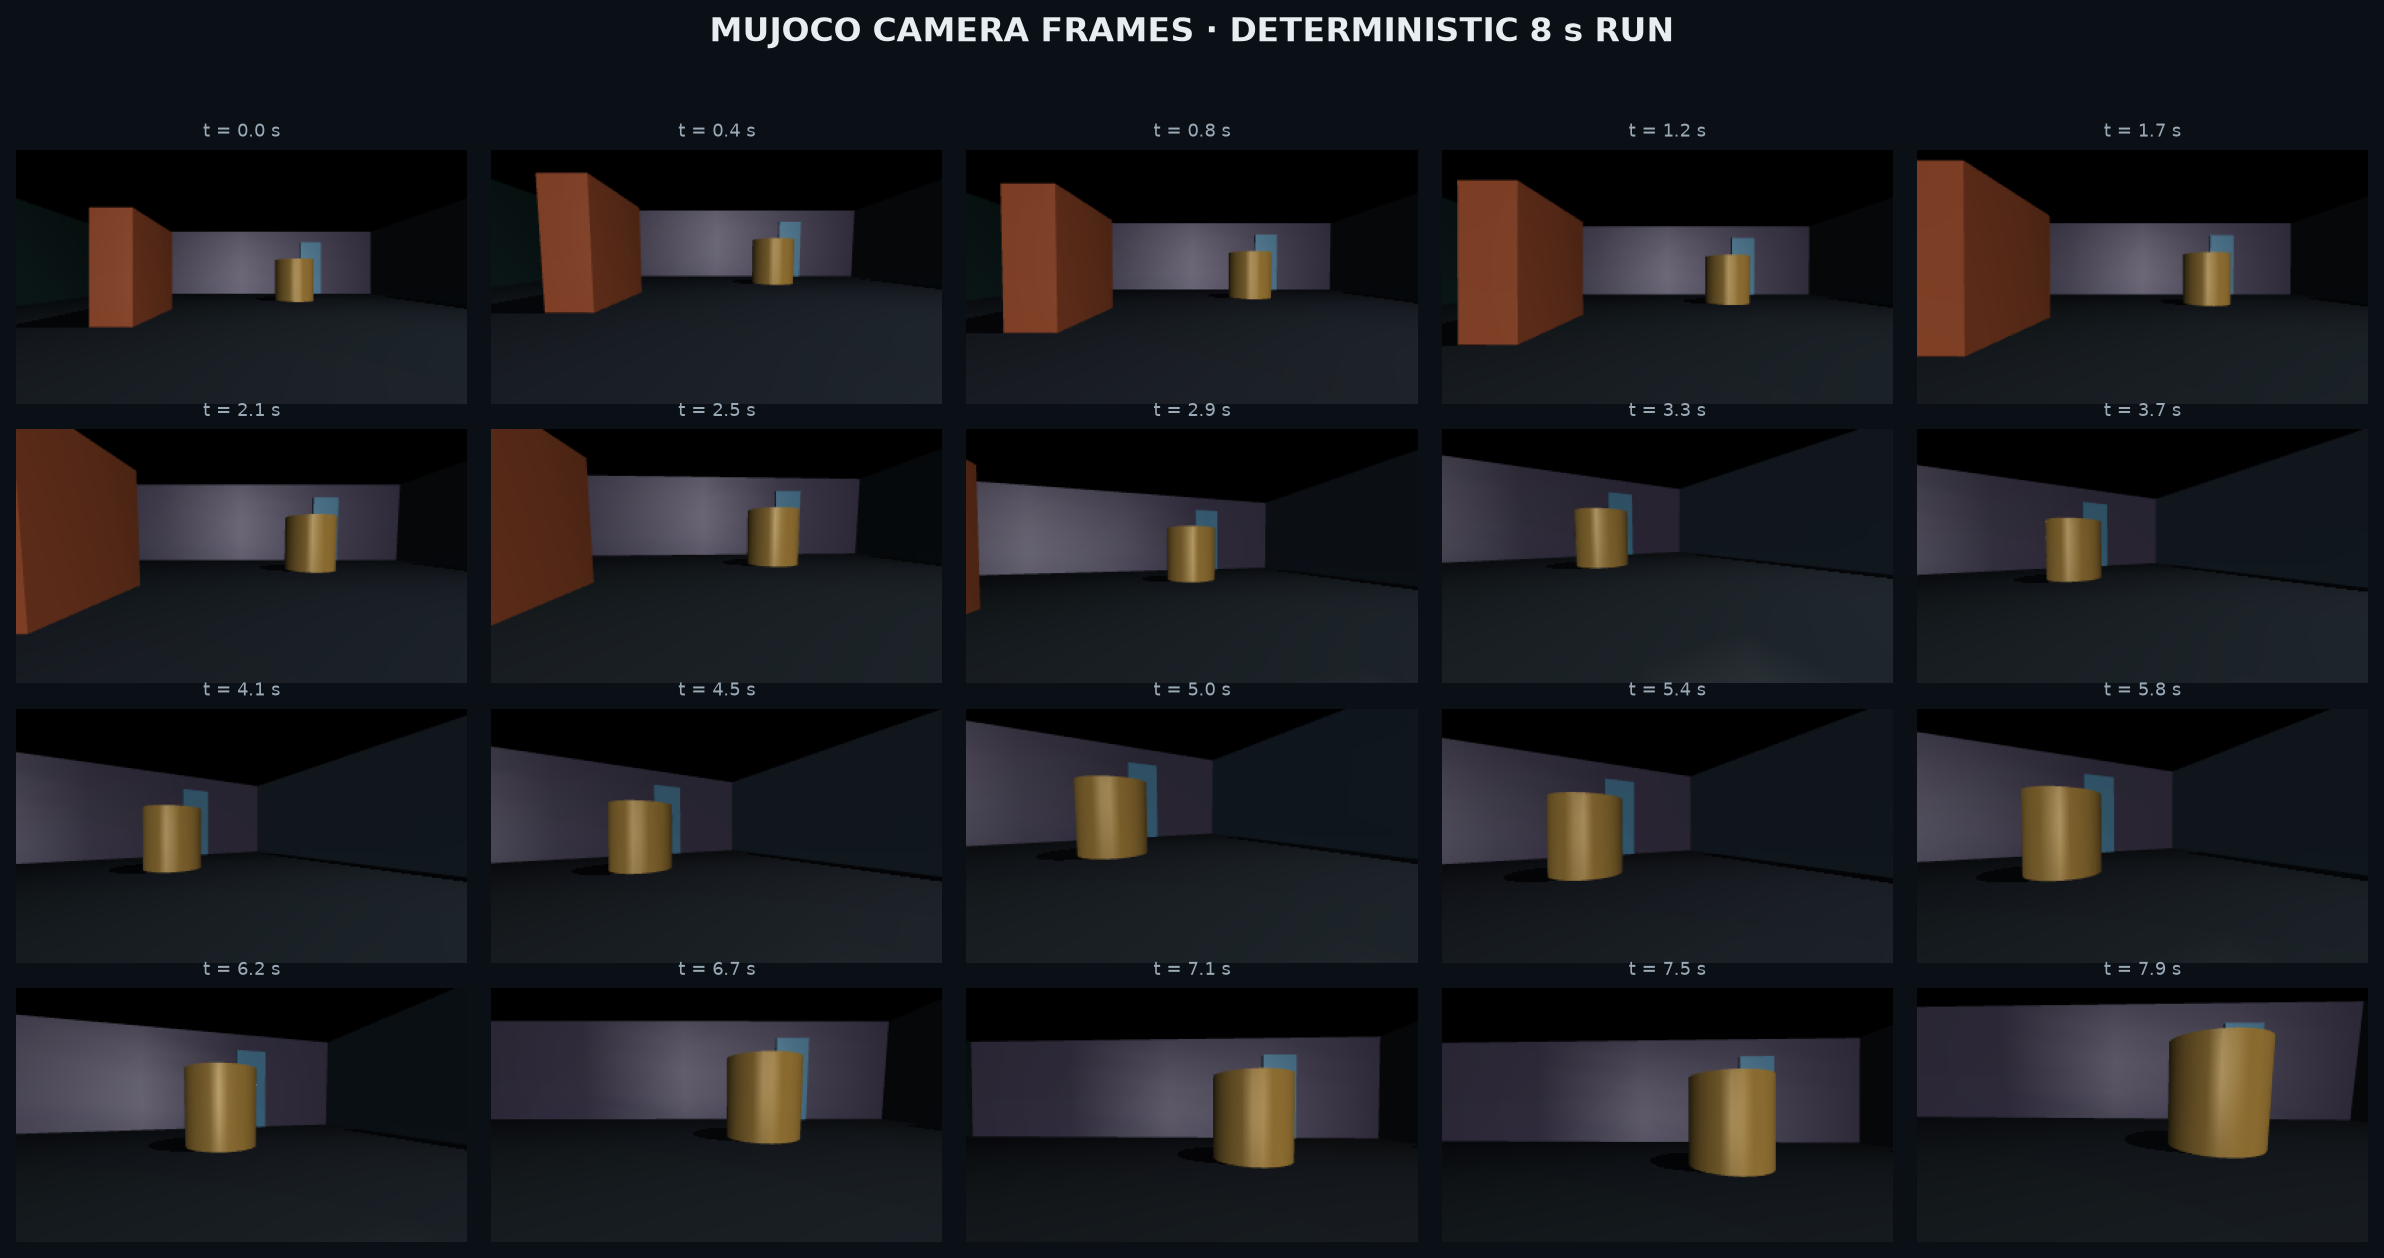 MUJOCO CAMERA FRAMES · DETERMINISTIC 8 s RUN
t = 0.0 s
t = 0.4 s
t = 0.8 s
t = 1.2 s
t = 1.7 s
t = 2.1 s
t = 2.5 s
t = 2.9 s
t = 3.3 s
t = 3.7 s
t = 4.1 s
t = 4.5 s
t = 5.0 s
t = 5.4 s
t = 5.8 s
t = 6.2 s
t = 6.7 s
t = 7.1 s
t = 7.5 s
t = 7.9 s